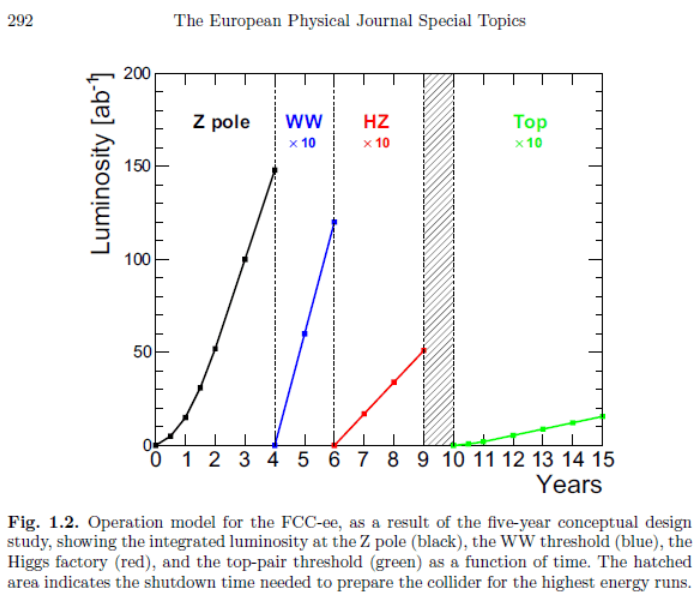 292
The European Physical Journal Special Topics
Luminosity [ab⁻¹]
200
150
100
50
0
Z pole
WW
× 10
HZ
× 10
Top
× 10
0 1 2 3 4 5 6 7 8 9 10 11 12 13 14 15
Years
Fig. 1.2. Operation model for the FCC-ee, as a result of the five-year conceptual design
study, showing the integrated luminosity at the Z pole (black), the WW threshold (blue), the
Higgs factory (red), and the top-pair threshold (green) as a function of time. The hatched
area indicates the shutdown time needed to prepare the collider for the highest energy runs.